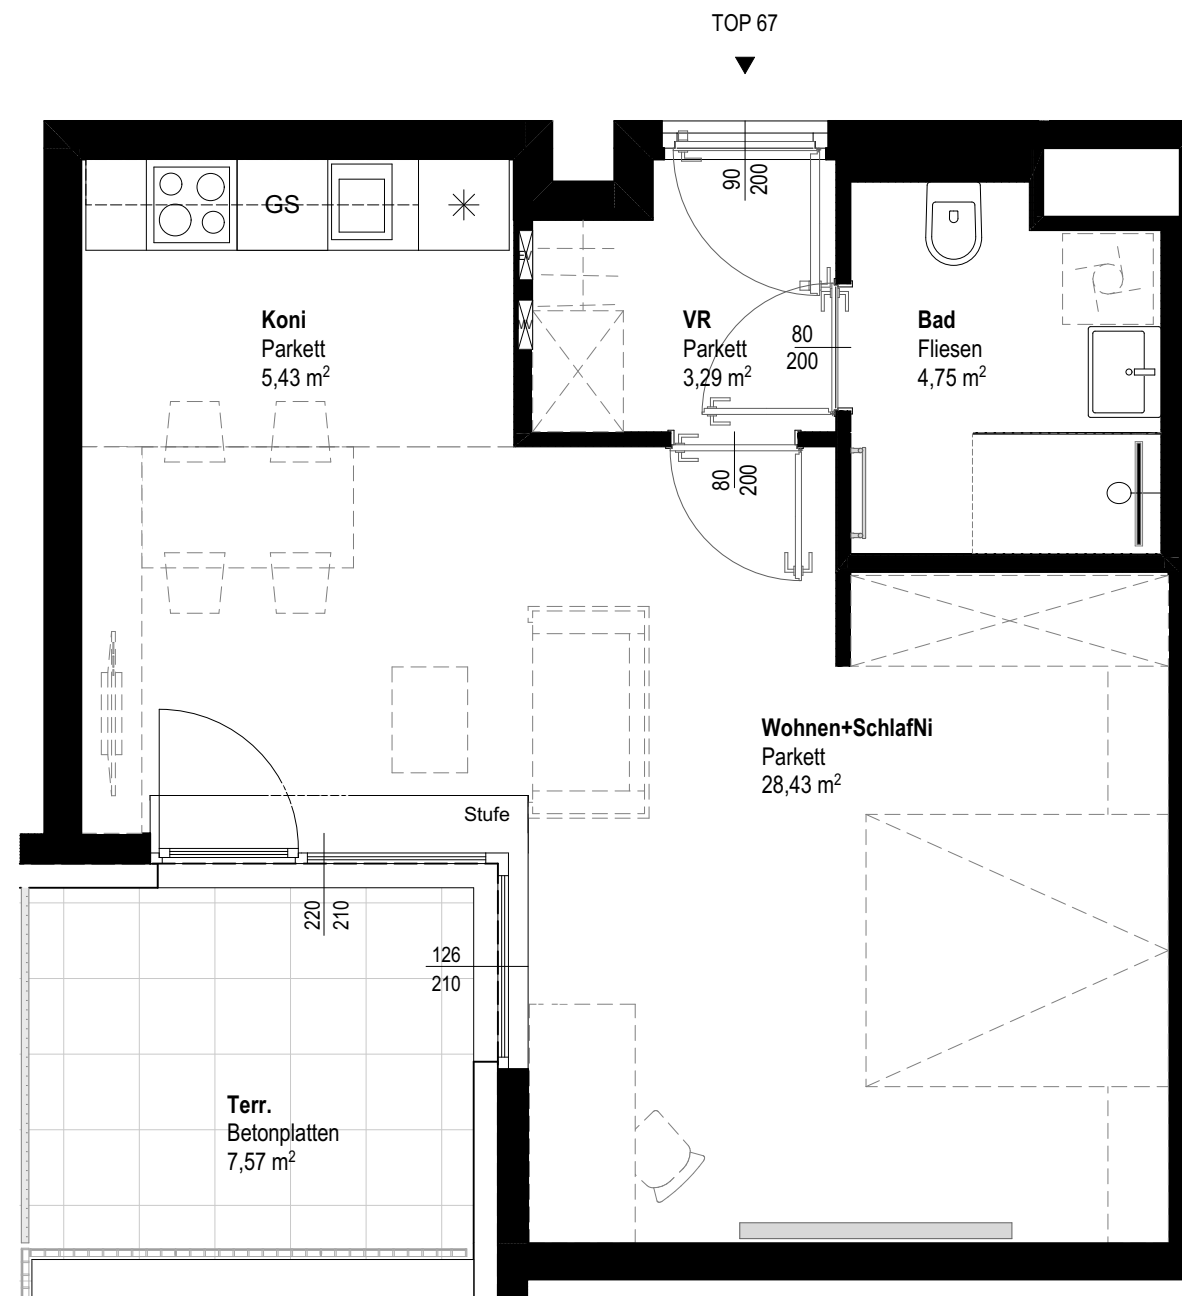 TOP 67
90
200
GS
Koni
Parkett
5,43 m²
VR
Parkett
3,29 m²
80
200
Bad
Fliesen
4,75 m²
80
200
Wohnen+SchlafNi
Parkett
28,43 m²
Stufe
220
210
126
210
Terr.
Betonplatten
7,57 m²